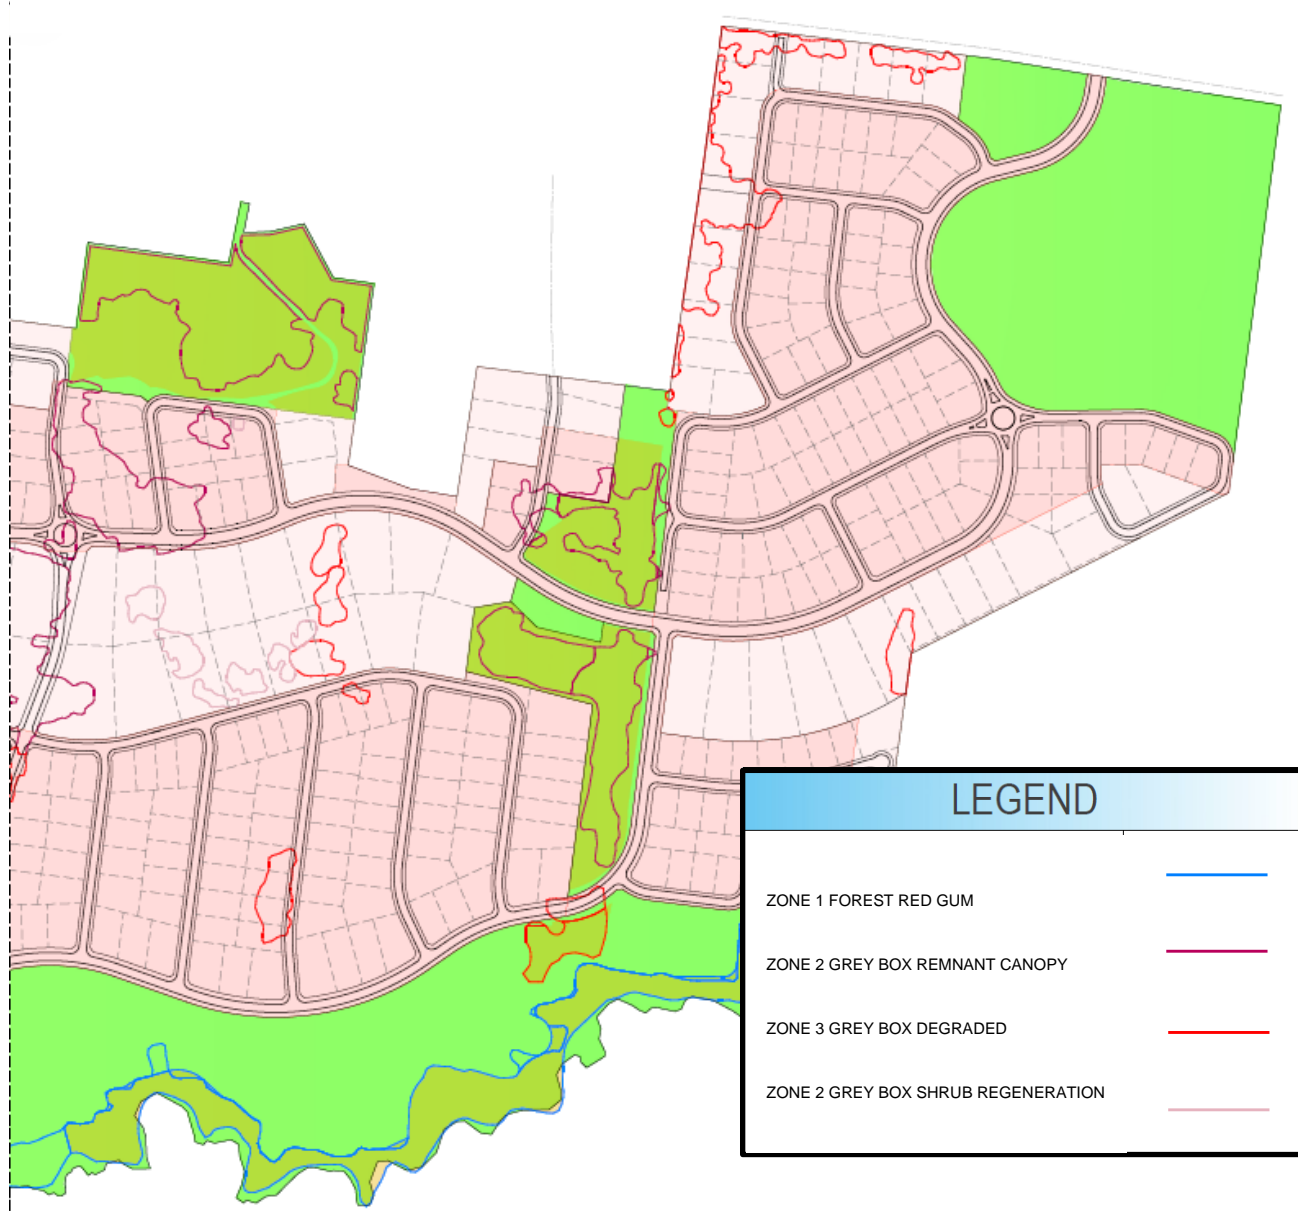 LEGEND
ZONE 1 FOREST RED GUM
ZONE 2 GREY BOX REMNANT CANOPY
ZONE 3 GREY BOX DEGRADED
ZONE 2 GREY BOX SHRUB REGENERATION